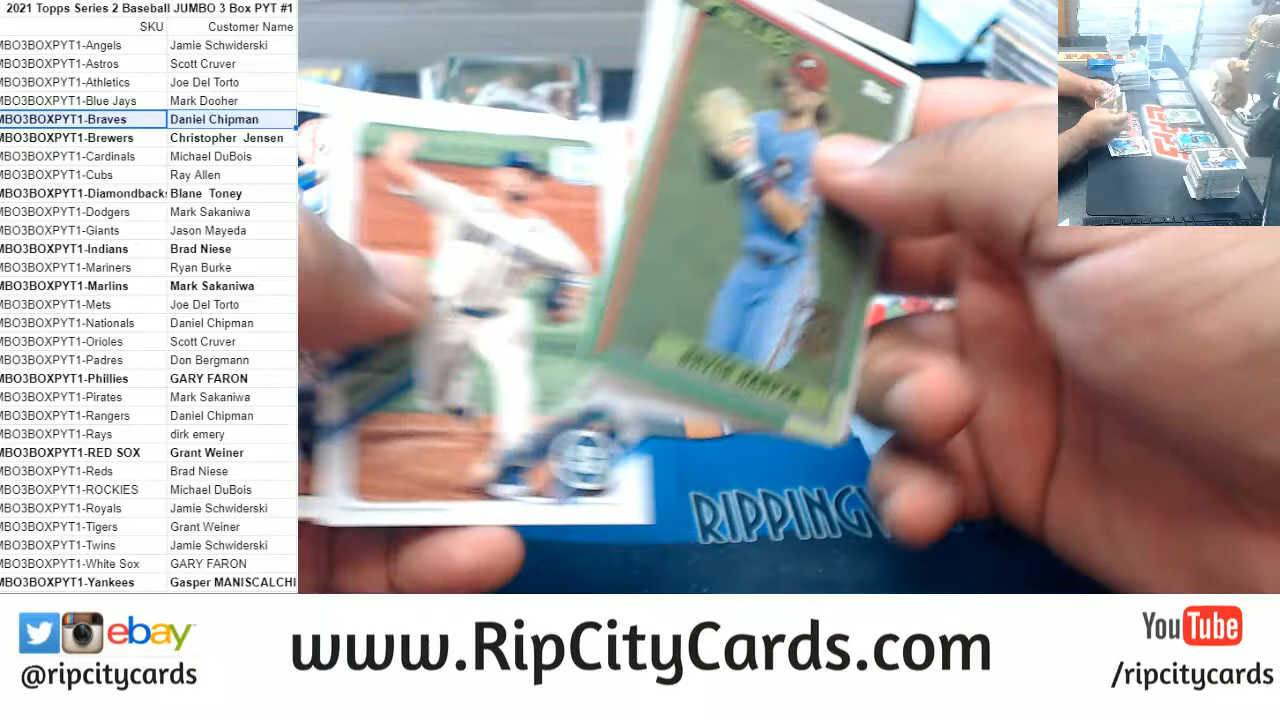 2021 Topps Series 2 Baseball JUMBO 3 Box PYT #1
SKU Customer Name
MBO3BOXPYT1-Angels Jamie Schwiderski
MBO3BOXPYT1-Astros Scott Cruver
MBO3BOXPYT1-Athletics Joe Del Torto
MBO3BOXPYT1-Blue Jays Mark Dooher
MBO3BOXPYT1-Braves Daniel Chipman
MBO3BOXPYT1-Brewers Christopher Jensen
MBO3BOXPYT1-Cardinals Michael DuBois
MBO3BOXPYT1-Cubs Ray Allen
MBO3BOXPYT1-Diamondbacks Blane Toney
MBO3BOXPYT1-Dodgers Mark Sakaniwa
MBO3BOXPYT1-Giants Jason Mayeda
MBO3BOXPYT1-Indians Brad Niese
MBO3BOXPYT1-Mariners Ryan Burke
MBO3BOXPYT1-Marlins Mark Sakaniwa
MBO3BOXPYT1-Mets Joe Del Torto
MBO3BOXPYT1-Nationals Daniel Chipman
MBO3BOXPYT1-Orioles Scott Cruver
MBO3BOXPYT1-Padres Don Bergmann
MBO3BOXPYT1-Phillies GARY FARON
MBO3BOXPYT1-Pirates Mark Sakaniwa
MBO3BOXPYT1-Rangers Daniel Chipman
MBO3BOXPYT1-Rays dirk emery
MBO3BOXPYT1-RED SOX Grant Weiner
MBO3BOXPYT1-Reds Brad Niese
MBO3BOXPYT1-ROCKIES Michael DuBois
MBO3BOXPYT1-Royals Jamie Schwiderski
MBO3BOXPYT1-Tigers Grant Weiner
MBO3BOXPYT1-Twins Jamie Schwiderski
MBO3BOXPYT1-White Sox GARY FARON
MBO3BOXPYT1-Yankees Gasper MANISCALCHI
Topps
BRYCE HARPER
RIPPING
ebay
@ripcitycards
www.RipCityCards.com
YouTube
/ripcitycards